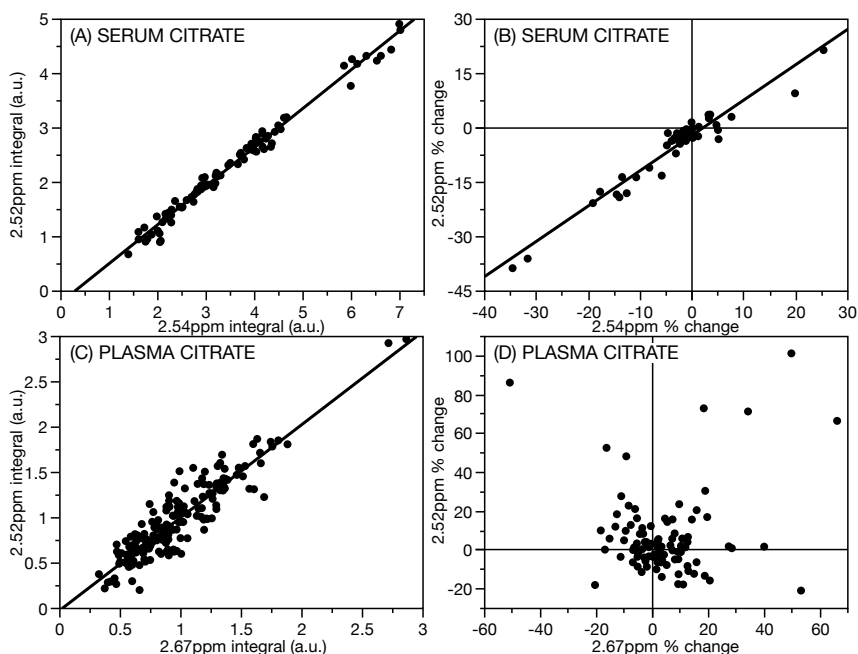 (A) SERUM CITRATE
5
4
3
2
1
0
2.52ppm integral (a.u.)
0 1 2 3 4 5 6 7
2.54ppm integral (a.u.)
(B) SERUM CITRATE
30
15
0
-15
-30
-45
2.52ppm % change
-40 -30 -20 -10 0 10 20 30
2.54ppm % change
(C) PLASMA CITRATE
3
2.5
2
1.5
1
0.5
0
2.52ppm integral (a.u.)
0.5 1 1.5 2 2.5 3
2.67ppm integral (a.u.)
(D) PLASMA CITRATE
100
80
60
40
20
0
-20
2.52ppm % change
-60 -40 -20 0 20 40 60
2.67ppm % change